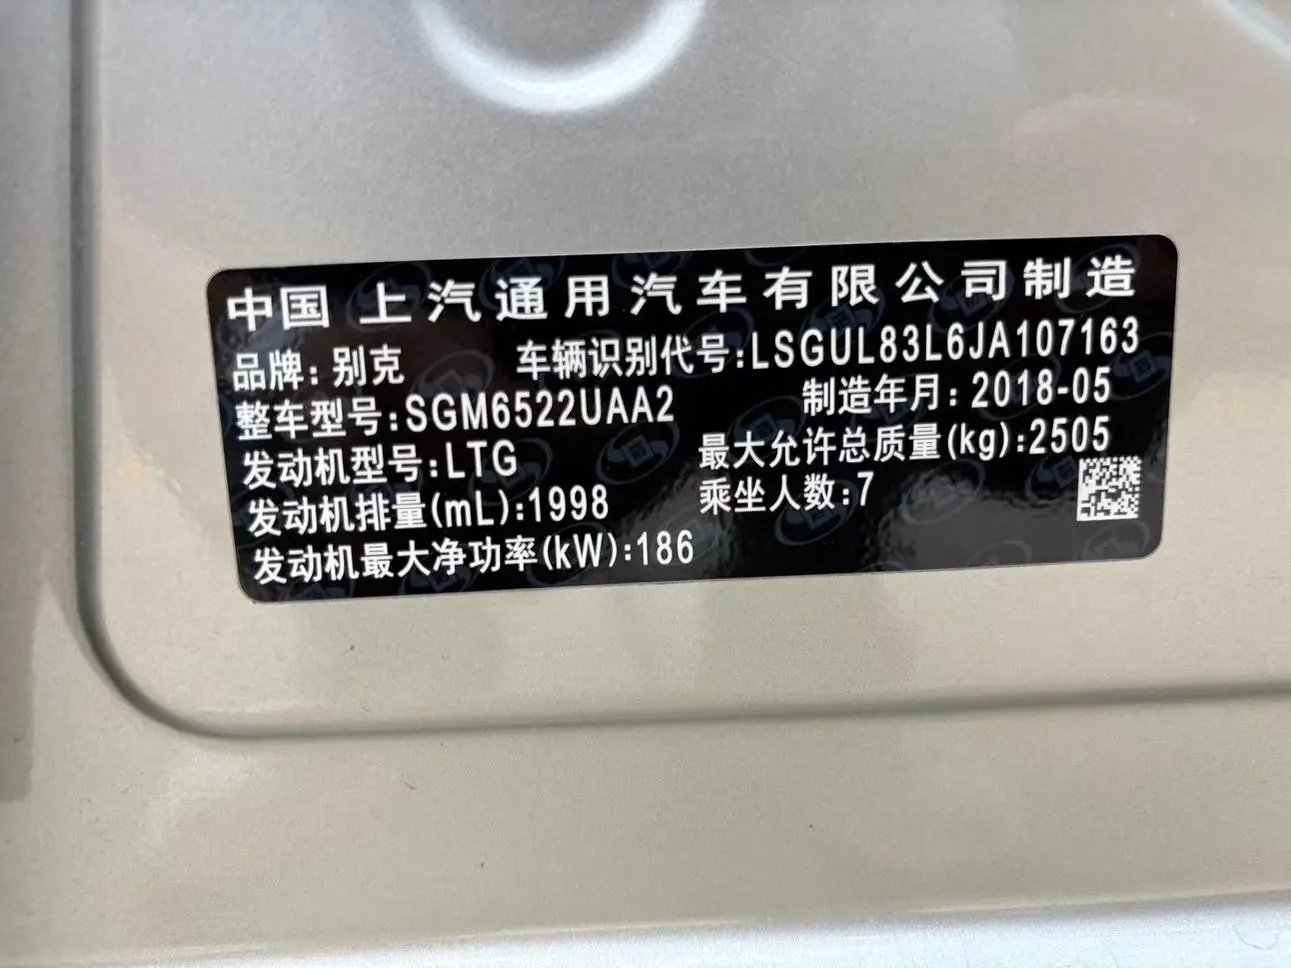 中国 上汽通用汽车有限公司制造
品牌: 别克 车辆识别代号:LSGUL83L6JA107163
整车型号:SGM6522UAA2 制造年月: 2018-05
发动机型号:LTG 最大允许总质量(kg):2505
发动机排量(mL):1998 乘坐人数:7
发动机最大净功率(kW):186